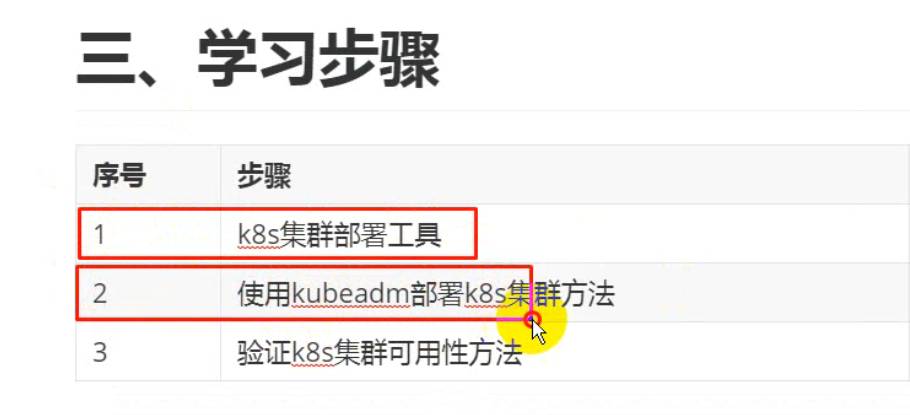 三、学习步骤
序号 步骤
1 k8s集群部署工具
2 使用kubeadm部署k8s集群方法
3 验证k8s集群可用性方法